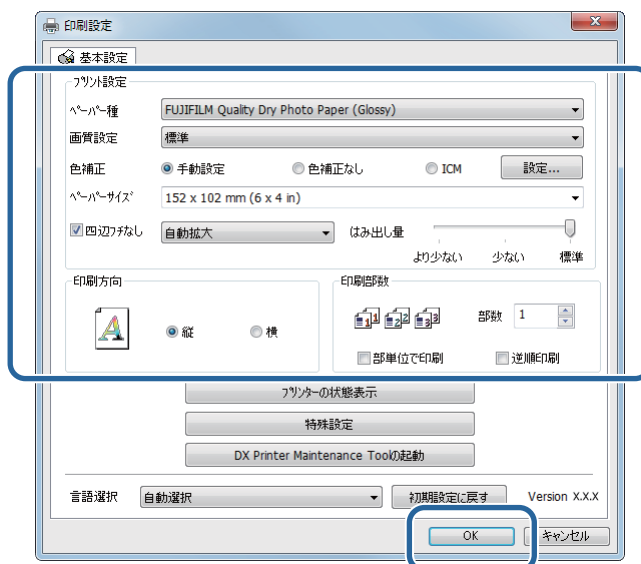 印刷設定
基本設定
プリント設定
ペーパー種 FUJIFILM Quality Dry Photo Paper (Glossy)
画質設定 標準
色補正 手動設定 色補正なし ICM 設定...
ペーパーサイズ 152 x 102 mm (6 x 4 in)
四辺フチなし 自動拡大 はみ出し量
より少ない 少ない 標準
印刷方向
A 縦 横
印刷部数
1 1 2 2 3 3 部数 1
部単位で印刷 逆順印刷
プリンターの状態表示
特殊設定
DX Printer Maintenance Toolの起動
言語選択 自動選択 初期設定に戻す Version X.X.X
OK キャンセル